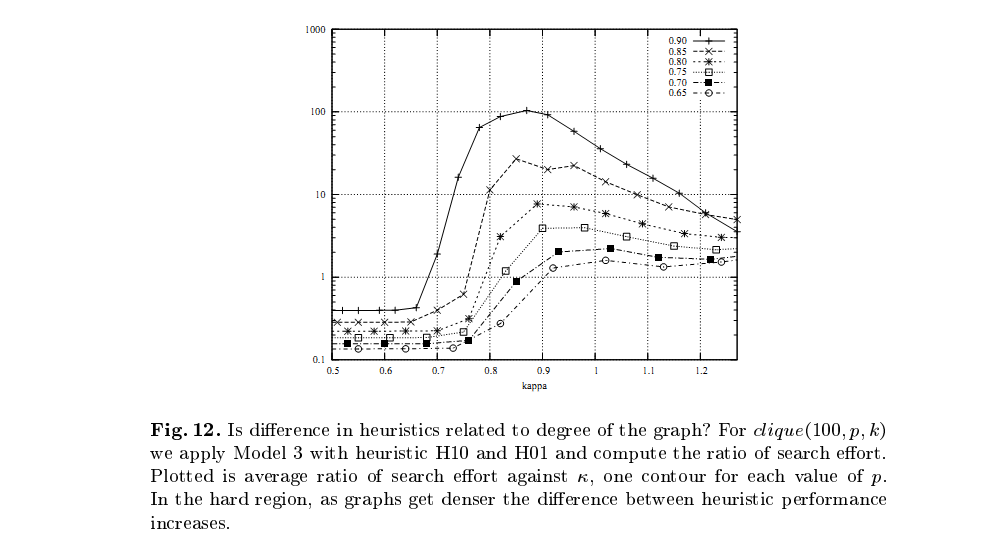 1000
100
10
1
0.1
0.90
0.85
0.80
0.75
0.70
0.65
0.5 0.6 0.7 0.8 0.9 1 1.1 1.2
kappa
Fig. 12. Is difference in heuristics related to degree of the graph? For clique(100, p, k)
we apply Model 3 with heuristic H10 and H01 and compute the ratio of search effort.
Plotted is average ratio of search effort against κ, one contour for each value of p.
In the hard region, as graphs get denser the difference between heuristic performance
increases.